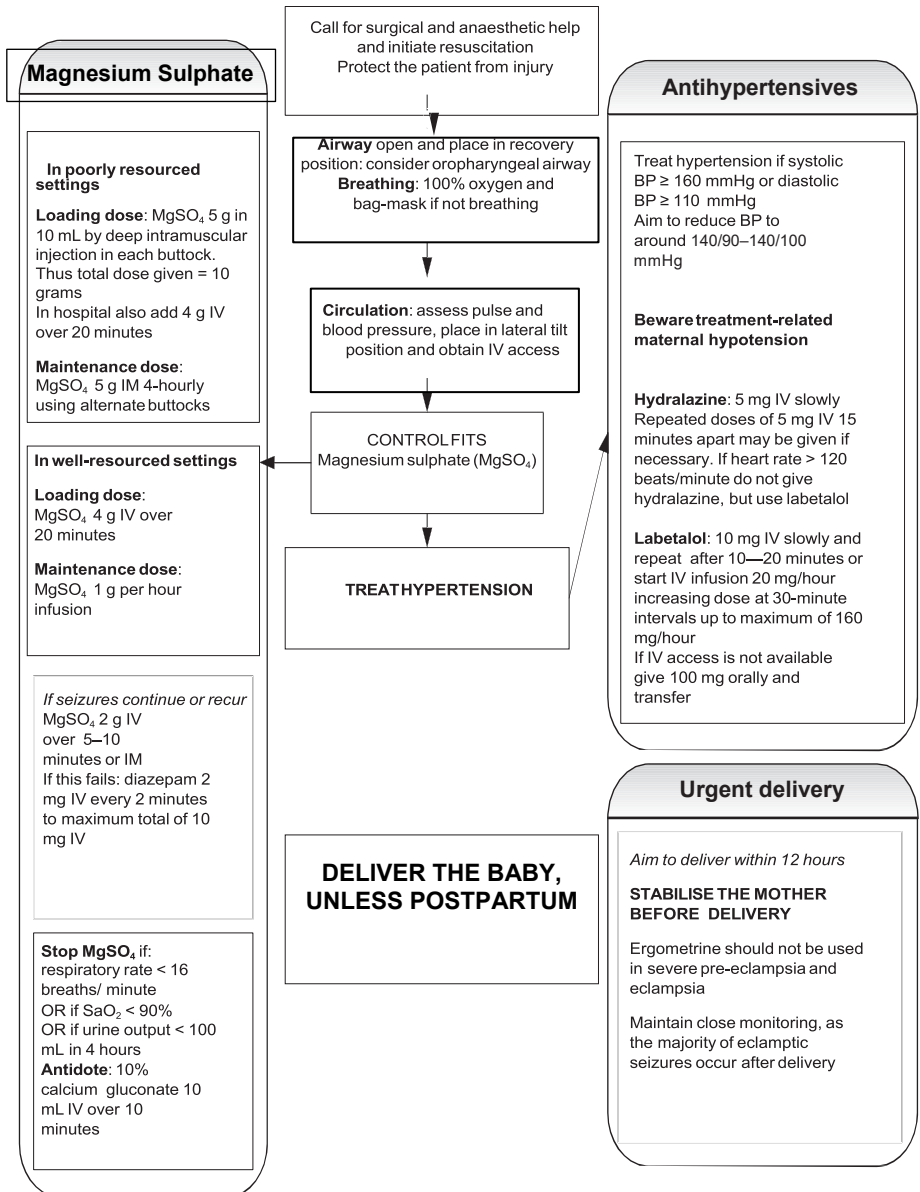 Call for surgical and anaesthetic help
and initiate resuscitation
Protect the patient from injury
Airway open and place in recovery
position: consider oropharyngeal airway
Breathing: 100% oxygen and
bag-mask if not breathing
Circulation: assess pulse and
blood pressure, place in lateral tilt
position and obtain IV access
CONTROLFITS
Magnesium sulphate (MgSO₄)
TREATHYPERTENSION
DELIVER THE BABY,
UNLESS POSTPARTUM
Magnesium Sulphate
In poorly resourced
settings
Loading dose: MgSO₄ 5 g in
10 mL by deep intramuscular
injection in each buttock.
Thus total dose given = 10
grams
In hospital also add 4 g IV
over 20 minutes
Maintenance dose:
MgSO₄ 5 g IM 4-hourly
using alternate buttocks
In well-resourced settings
Loading dose:
MgSO₄ 4 g IV over
20 minutes
Maintenance dose:
MgSO₄ 1 g per hour
infusion
If seizures continue or recur
MgSO₄ 2 g IV
over 5–10
minutes or IM
If this fails: diazepam 2
mg IV every 2 minutes
to maximum total of 10
mg IV
Stop MgSO₄ if:
respiratory rate < 16
breaths/ minute
OR if SaO₂ < 90%
OR if urine output < 100
mL in 4 hours
Antidote: 10%
calcium gluconate 10
mL IV over 10
minutes
Antihypertensives
Treat hypertension if systolic
BP ≥ 160 mmHg or diastolic
BP ≥ 110 mmHg
Aim to reduce BP to
around 140/90–140/100
mmHg
Beware treatment-related
maternal hypotension
Hydralazine: 5 mg IV slowly
Repeated doses of 5 mg IV 15
minutes apart may be given if
necessary. If heart rate > 120
beats/minute do not give
hydralazine, but use labetalol
Labetalol: 10 mg IV slowly and
repeat after 10—20 minutes or
start IV infusion 20 mg/hour
increasing dose at 30-minute
intervals up to maximum of 160
mg/hour
If IV access is not available
give 100 mg orally and
transfer
Urgent delivery
Aim to deliver within 12 hours
STABILISE THE MOTHER
BEFORE DELIVERY
Ergometrine should not be used
in severe pre-eclampsia and
eclampsia
Maintain close monitoring, as
the majority of eclamptic
seizures occur after delivery